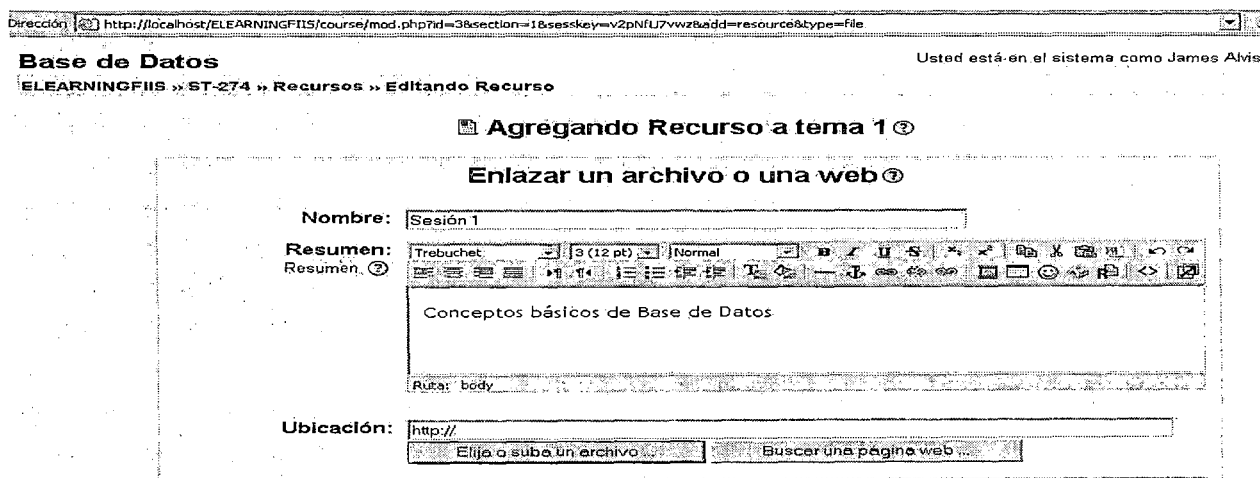 Dirección http://localhost/ELEARNINGFIIS/course/mod.php?id=3&section=1&sesskey=v2pNfU7vwz&add=resource&type=file
Base de Datos
Usted está en el sistema como James Alvis
ELEARNINGFIIS » ST-274 » Recursos » Editando Recurso
Agregando Recurso a tema 1
Enlazar un archivo o una web
Nombre: Sesión 1
Resumen: Trebuchet 3 (12 pt) Normal B I U S
Resumen
Conceptos básicos de Base de Datos
Ruta: body
Ubicación: http://
Elija o suba un archivo ... Buscar una página web ...